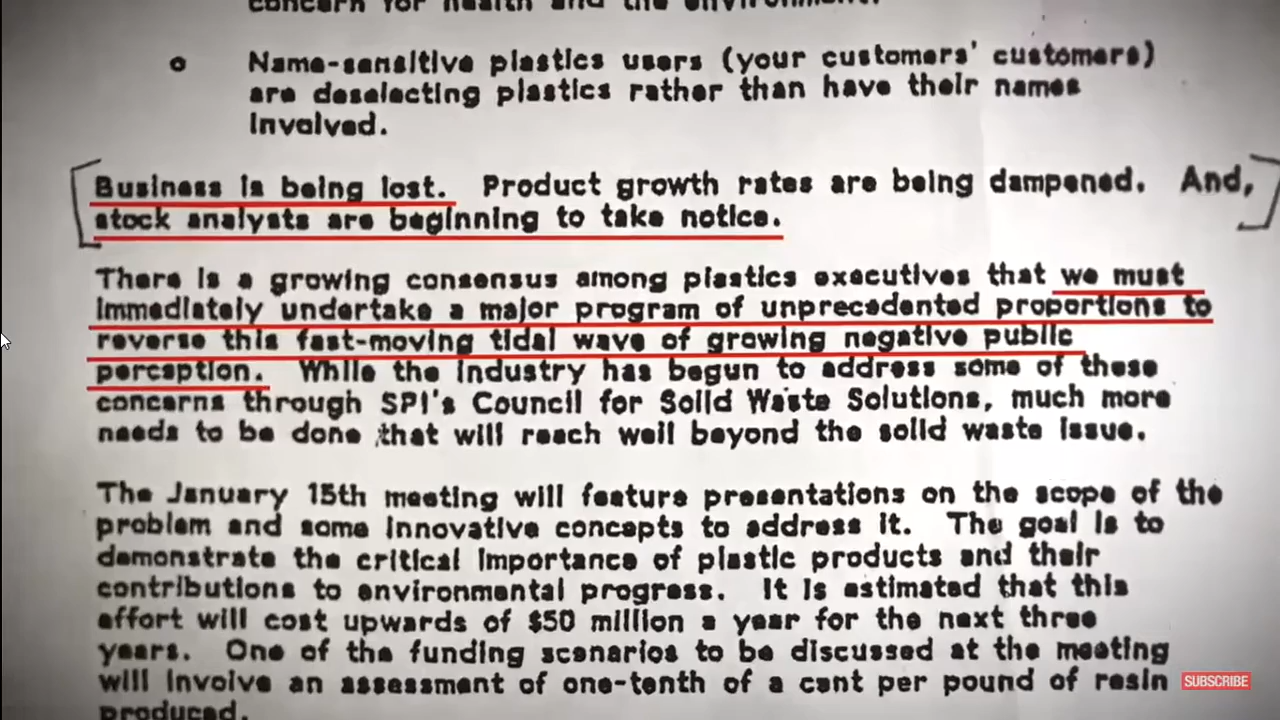 concern for health and the environment.
o Name-sensitive plastics users (your customers' customers)
are deselecting plastics rather than have their names
involved.
Business is being lost. Product growth rates are being dampened. And,
stock analysts are beginning to take notice.
There is a growing consensus among plastics executives that we must
immediately undertake a major program of unprecedented proportions to
reverse this fast-moving tidal wave of growing negative public
perception. While the industry has begun to address some of these
concerns through SPI's Council for Solid Waste Solutions, much more
needs to be done that will reach well beyond the solid waste issue.
The January 15th meeting will feature presentations on the scope of the
problem and some innovative concepts to address it. The goal is to
demonstrate the critical importance of plastic products and their
contributions to environmental progress. It is estimated that this
effort will cost upwards of $50 million a year for the next three
years. One of the funding scenarios to be discussed at the meeting
will involve an assessment of one-tenth of a cent per pound of resin
produced.
SUBSCRIBE